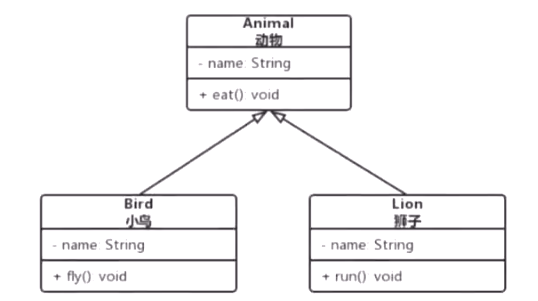 Animal
动物
- name: String
+ eat(): void
Bird
小鸟
- name: String
+ fly(): void
Lion
狮子
- name: String
+ run(): void